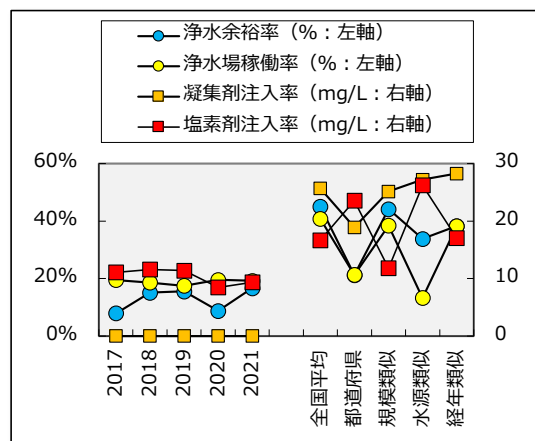 浄水余裕率（%：左軸）
浄水場稼働率（%：左軸）
凝集剤注入率（mg/L：右軸）
塩素剤注入率（mg/L：右軸）
60%
40%
20%
0%
30
20
10
0
2017
2018
2019
2020
2021
全国平均
都道府県
規模類似
水源類似
経年類似